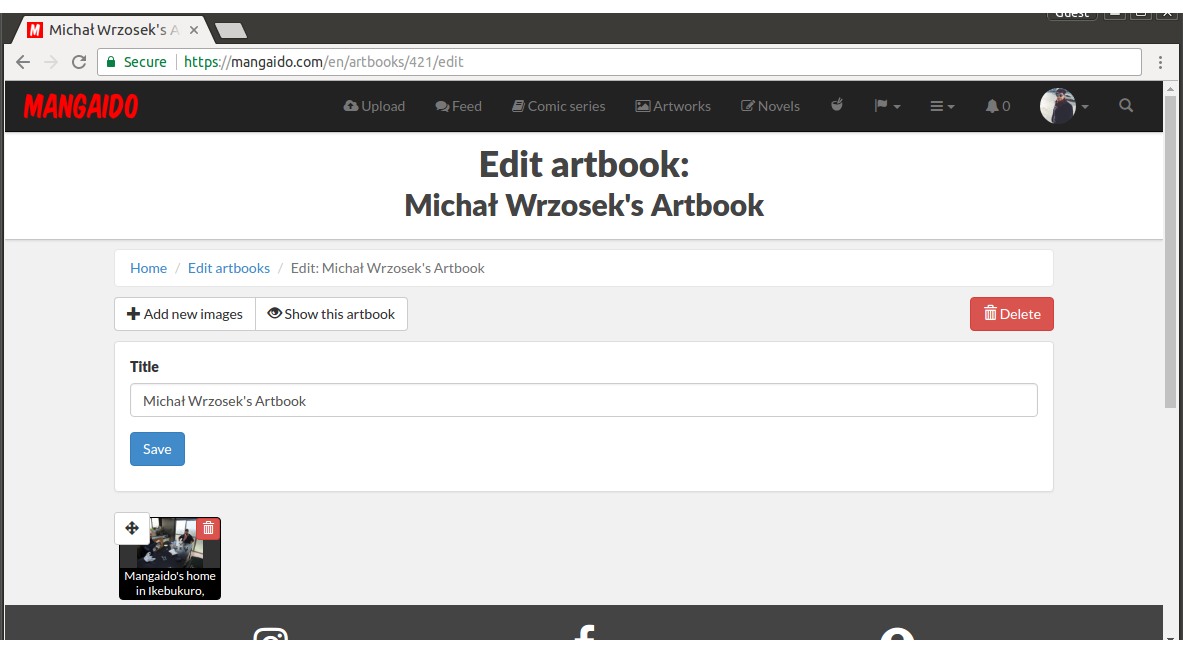 Guest
Michał Wrzosek's A
Secure https://mangaido.com/en/artbooks/421/edit
MANGAIDO Upload Feed Comic series Artworks Novels 0
Edit artbook:
Michał Wrzosek's Artbook
Home / Edit artbooks / Edit: Michał Wrzosek's Artbook
Add new images Show this artbook Delete
Title
Michał Wrzosek's Artbook
Save
Mangaido's home
in Ikebukuro,